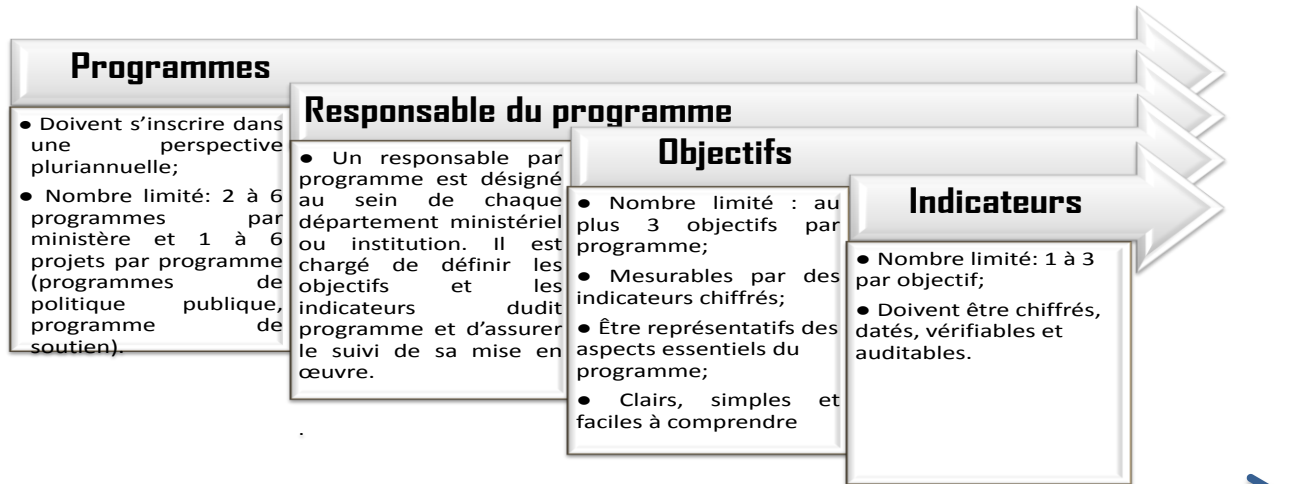 Programmes
● Doivent s’inscrire dans
une perspective
pluriannuelle;
● Nombre limité: 2 à 6
programmes par
ministère et 1 à 6
projets par programme
(programmes de
politique publique,
programme de
soutien).
Responsable du programme
● Un responsable par
programme est désigné
au sein de chaque
département ministériel
ou institution. Il est
chargé de définir les
objectifs et les
indicateurs dudit
programme et d’assurer
le suivi de sa mise en
œuvre.
.
Objectifs
● Nombre limité : au
plus 3 objectifs par
programme;
● Mesurables par des
indicateurs chiffrés;
● Être représentatifs des
aspects essentiels du
programme;
● Clairs, simples et
faciles à comprendre
Indicateurs
● Nombre limité: 1 à 3
par objectif;
● Doivent être chiffrés,
datés, vérifiables et
auditables.